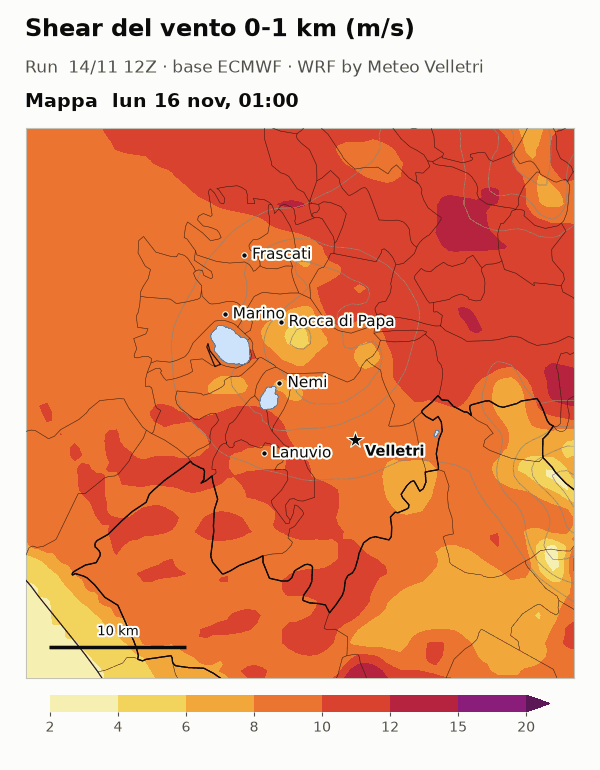 Shear del vento 0-1 km (m/s)
Run  14/11 12Z · base ECMWF · WRF by Meteo Velletri
Mappa  lun 16 nov, 01:00
Frascati
Marino
Rocca di Papa
Nemi
Velletri
Lanuvio
10 km
2 4 6 8 10 12 15 20